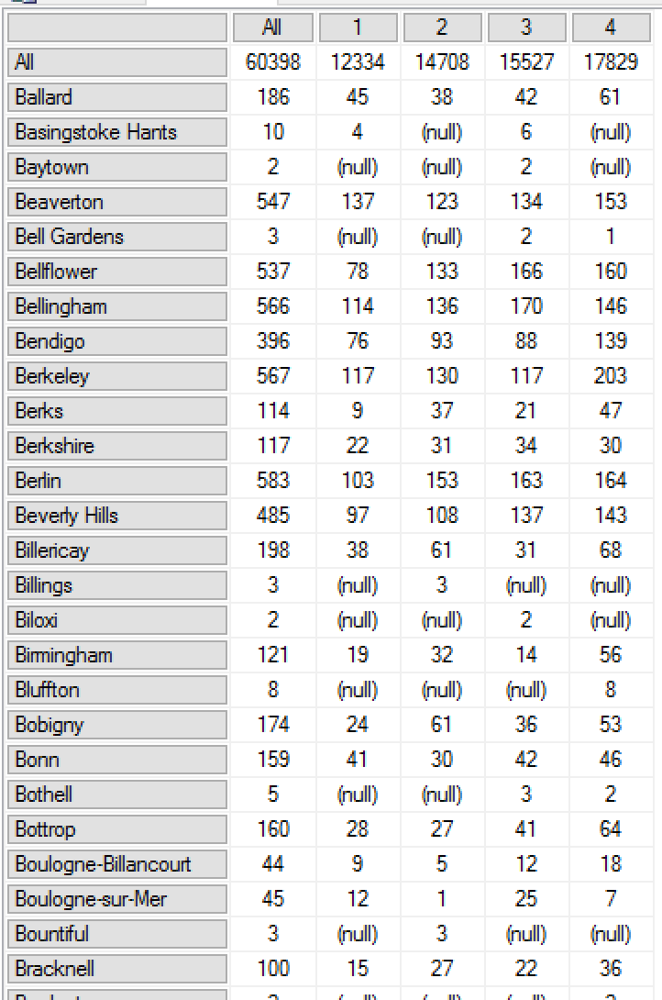 All 1 2 3 4
All 60398 12334 14708 15527 17829
Ballard 186 45 38 42 61
Basingstoke Hants 10 4 (null) 6 (null)
Baytown 2 (null) (null) 2 (null)
Beaverton 547 137 123 134 153
Bell Gardens 3 (null) (null) 2 1
Bellflower 537 78 133 166 160
Bellingham 566 114 136 170 146
Bendigo 396 76 93 88 139
Berkeley 567 117 130 117 203
Berks 114 9 37 21 47
Berkshire 117 22 31 34 30
Berlin 583 103 153 163 164
Beverly Hills 485 97 108 137 143
Billericay 198 38 61 31 68
Billings 3 (null) 3 (null) (null)
Biloxi 2 (null) (null) 2 (null)
Birmingham 121 19 32 14 56
Bluffton 8 (null) (null) (null) 8
Bobigny 174 24 61 36 53
Bonn 159 41 30 42 46
Bothell 5 (null) (null) 3 2
Bottrop 160 28 27 41 64
Boulogne-Billancourt 44 9 5 12 18
Boulogne-sur-Mer 45 12 1 25 7
Bountiful 3 (null) 3 (null) (null)
Bracknell 100 15 27 22 36